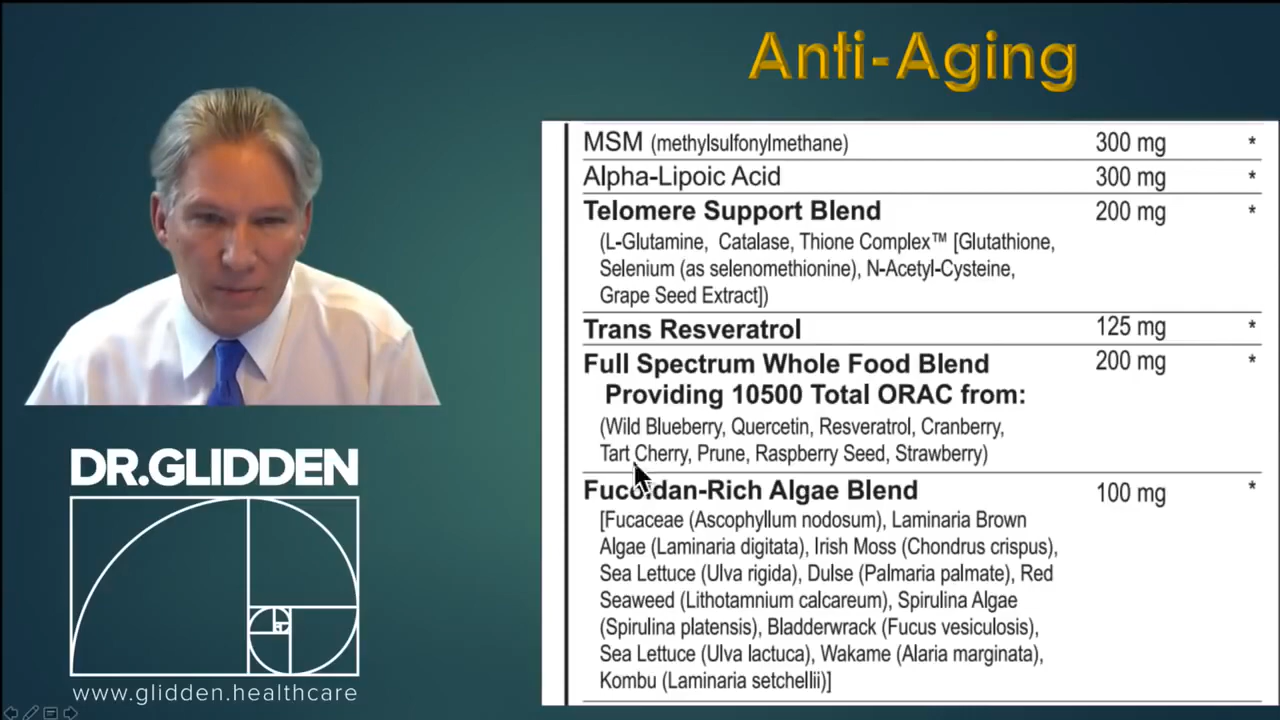 Anti-Aging
MSM (methylsulfonylmethane) 300 mg *
Alpha-Lipoic Acid 300 mg *
Telomere Support Blend 200 mg *
(L-Glutamine, Catalase, Thione Complex™ [Glutathione,
Selenium (as selenomethionine), N-Acetyl-Cysteine,
Grape Seed Extract])
Trans Resveratrol 125 mg *
Full Spectrum Whole Food Blend 200 mg *
Providing 10500 Total ORAC from:
(Wild Blueberry, Quercetin, Resveratrol, Cranberry,
Tart Cherry, Prune, Raspberry Seed, Strawberry)
Fucoidan-Rich Algae Blend 100 mg *
[Fucaceae (Ascophyllum nodosum), Laminaria Brown
Algae (Laminaria digitata), Irish Moss (Chondrus crispus),
Sea Lettuce (Ulva rigida), Dulse (Palmaria palmate), Red
Seaweed (Lithotamnium calcareum), Spirulina Algae
(Spirulina platensis), Bladderwrack (Fucus vesiculosis),
Sea Lettuce (Ulva lactuca), Wakame (Alaria marginata),
Kombu (Laminaria setchellii)]
DR.GLIDDEN
www.glidden.healthcare